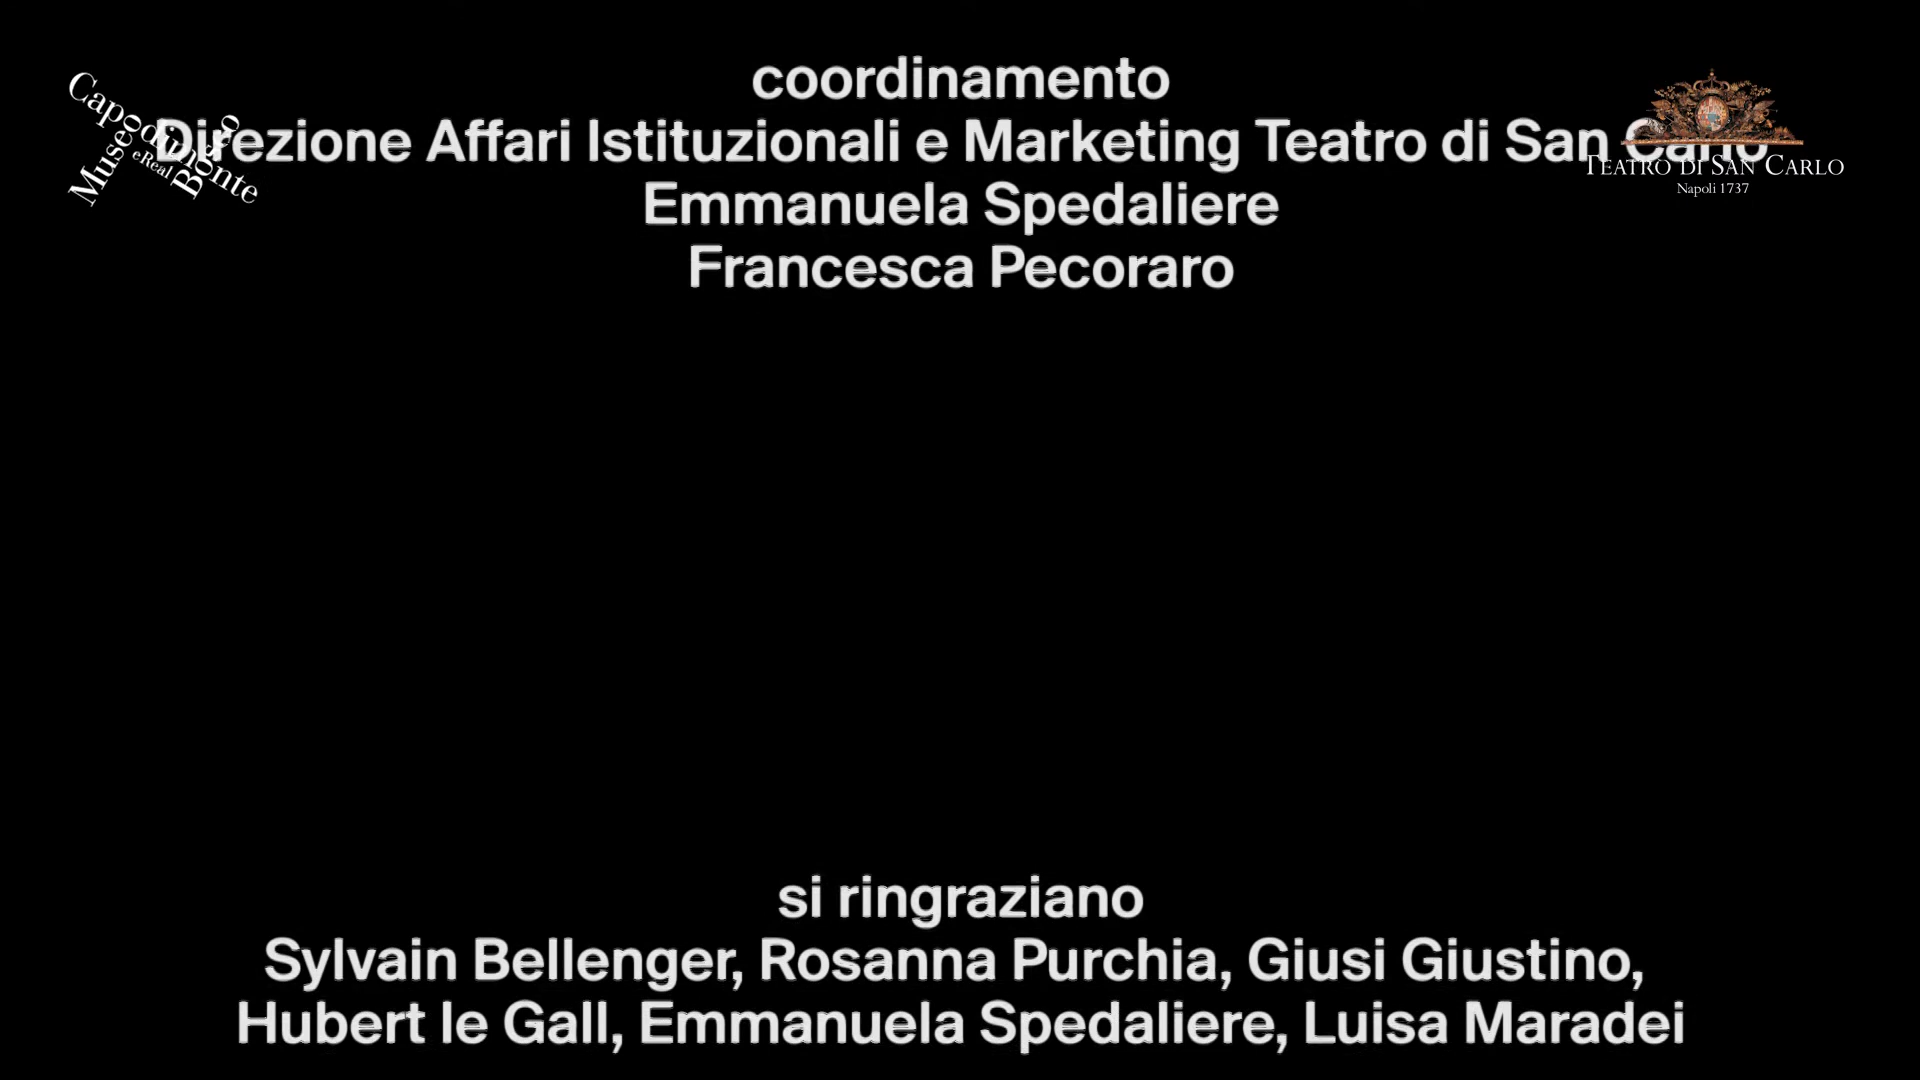 coordinamento
Direzione Affari Istituzionali e Marketing Teatro di San Carlo
Emmanuela Spedaliere
Francesca Pecoraro
Capodimonte
Museo
eReal
Bosco
TEATRO DI SAN CARLO
Napoli 1737
si ringraziano
Sylvain Bellenger, Rosanna Purchia, Giusi Giustino,
Hubert le Gall, Emmanuela Spedaliere, Luisa Maradei